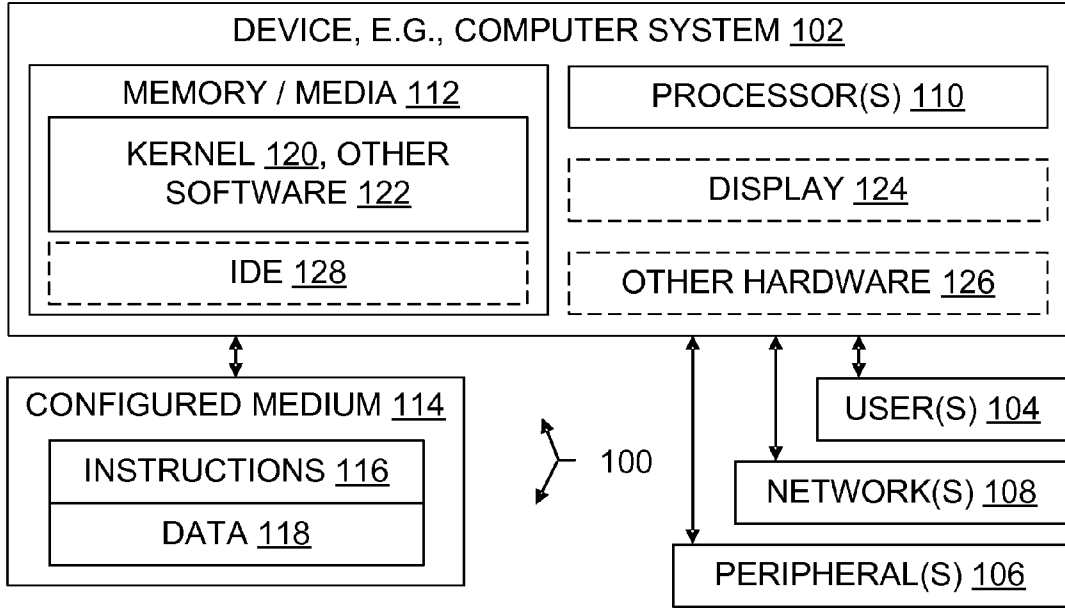 DEVICE, E.G., COMPUTER SYSTEM 102
MEMORY / MEDIA 112
KERNEL 120, OTHER
SOFTWARE 122
IDE 128
PROCESSOR(S) 110
DISPLAY 124
OTHER HARDWARE 126
CONFIGURED MEDIUM 114
INSTRUCTIONS 116
DATA 118
100
USER(S) 104
NETWORK(S) 108
PERIPHERAL(S) 106